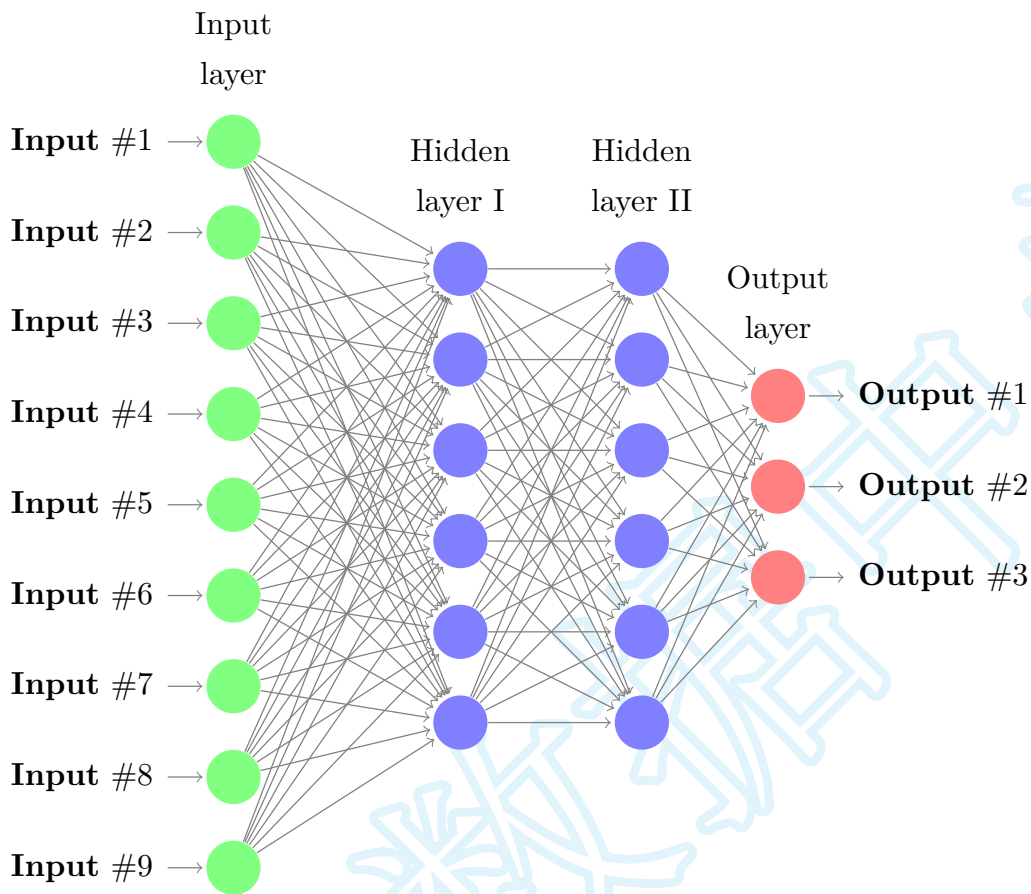 Input
layer
Input #1
Input #2
Input #3
Input #4
Input #5
Input #6
Input #7
Input #8
Input #9
Hidden
layer I
Hidden
layer II
Output
layer
Output #1
Output #2
Output #3